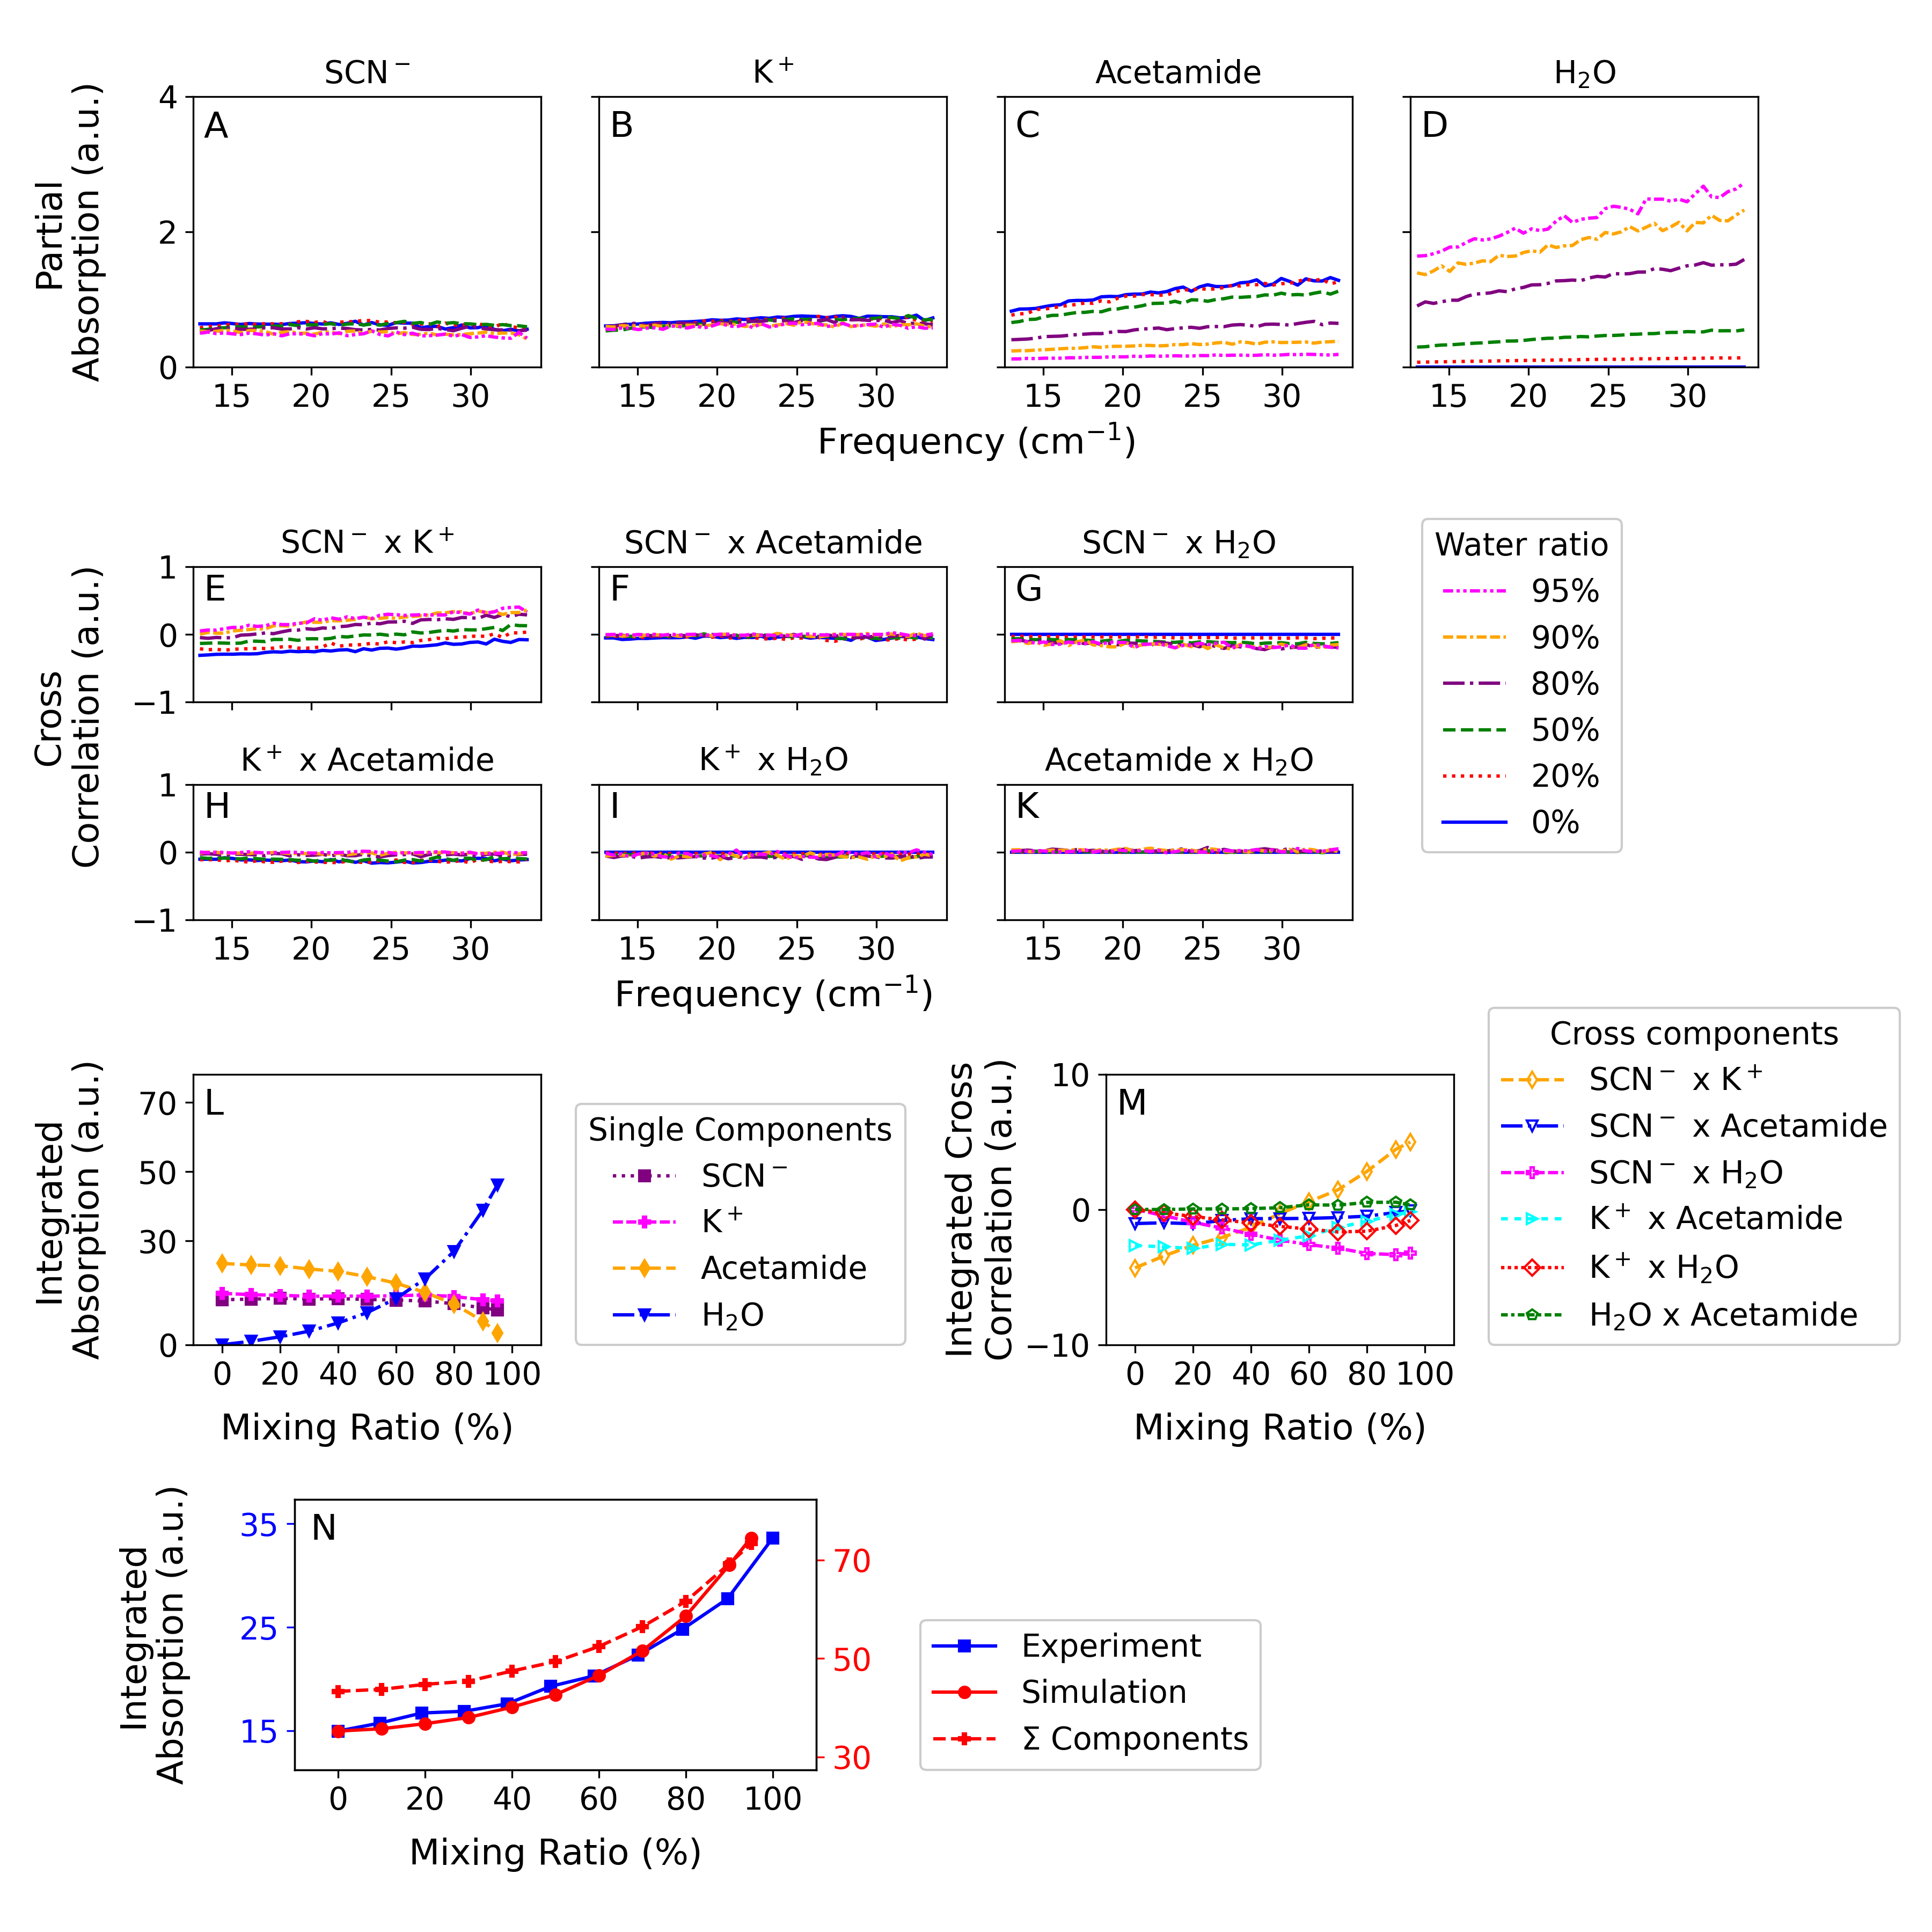 SCN⁻ K⁺ Acetamide H₂O
A B C D
Partial
Absorption (a.u.)
4
2
0
15 20 25 30 15 20 25 30 15 20 25 30 15 20 25 30
Frequency (cm⁻¹)
SCN⁻ x K⁺ SCN⁻ x Acetamide SCN⁻ x H₂O
E F G
Cross
Correlation (a.u.)
1
0
−1
K⁺ x Acetamide K⁺ x H₂O Acetamide x H₂O
H I K
1
0
−1
15 20 25 30 15 20 25 30 15 20 25 30
Frequency (cm⁻¹)
Water ratio
95%
90%
80%
50%
20%
0%
L
Integrated
Absorption (a.u.)
70
50
30
0
0 20 40 60 80 100
Mixing Ratio (%)
Single Components
SCN⁻
K⁺
Acetamide
H₂O
M
Integrated Cross
Correlation (a.u.)
10
0
−10
0 20 40 60 80 100
Mixing Ratio (%)
Cross components
SCN⁻ x K⁺
SCN⁻ x Acetamide
SCN⁻ x H₂O
K⁺ x Acetamide
K⁺ x H₂O
H₂O x Acetamide
N
Integrated
Absorption (a.u.)
35
25
15
70
50
30
0 20 40 60 80 100
Mixing Ratio (%)
Experiment
Simulation
Σ Components